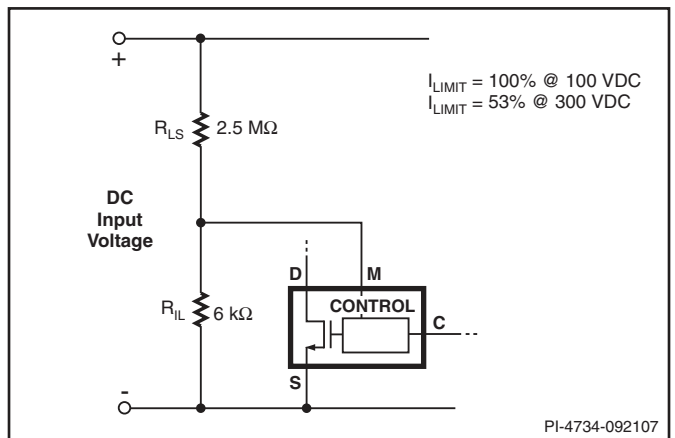 +
I_LIMIT = 100% @ 100 VDC
I_LIMIT = 53% @ 300 VDC
R_LS 2.5 MΩ
DC
Input
Voltage
D M
CONTROL
R_IL 6 kΩ
C
S
-
PI-4734-092107